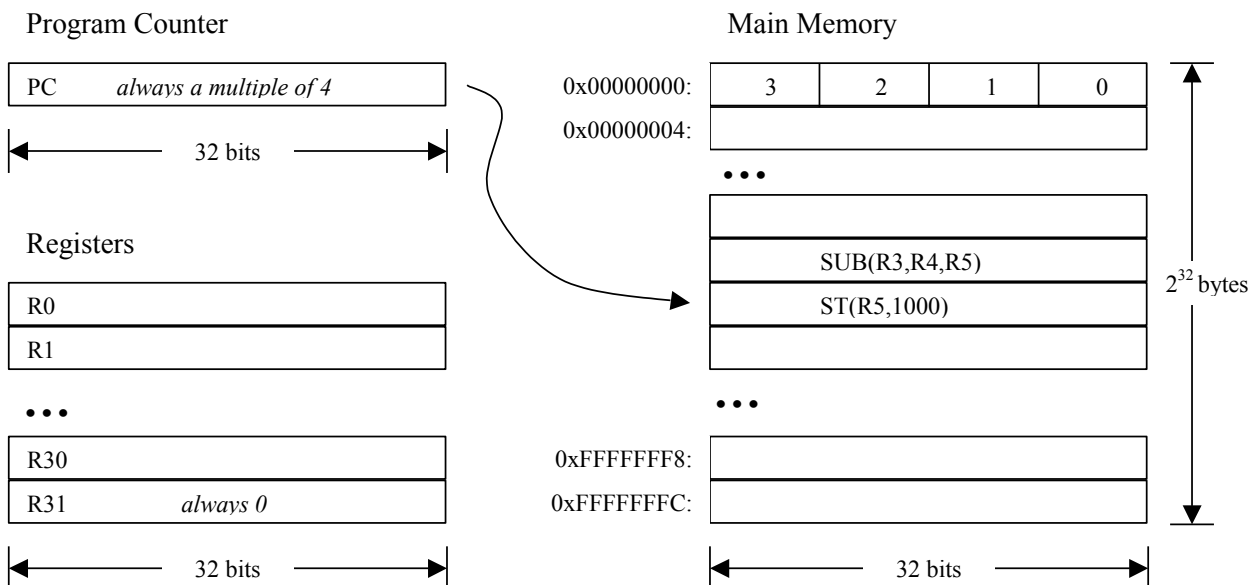 Program Counter
PC always a multiple of 4
32 bits
Registers
R0
R1
•••
R30
R31 always 0
32 bits
Main Memory
0x00000000: 3 2 1 0
0x00000004:
•••
SUB(R3,R4,R5)
ST(R5,1000)
•••
0xFFFFFFF8:
0xFFFFFFFC:
32 bits
2^32 bytes